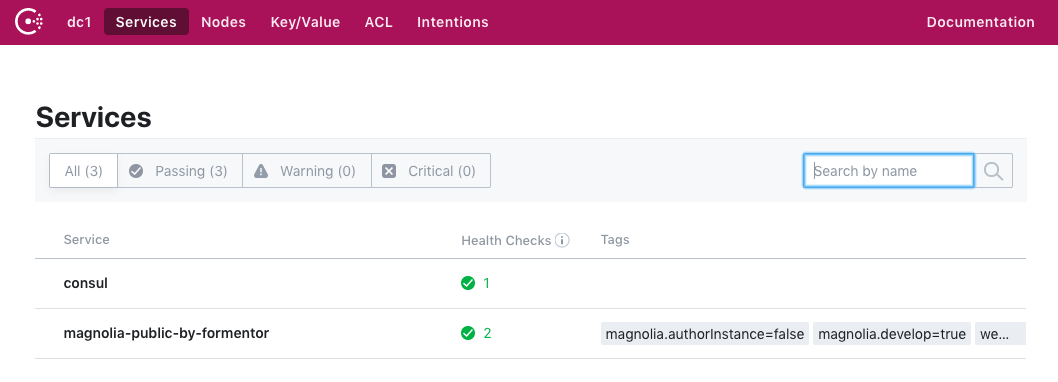 dc1 Services Nodes Key/Value ACL Intentions Documentation
Services
All (3) Passing (3) Warning (0) Critical (0) Search by name
Service Health Checks Tags
consul 1
magnolia-public-by-formentor 2 magnolia.authorInstance=false magnolia.develop=true we...